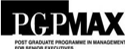 PGPMAX
POST GRADUATE PROGRAMME IN MANAGEMENT
FOR SENIOR EXECUTIVES